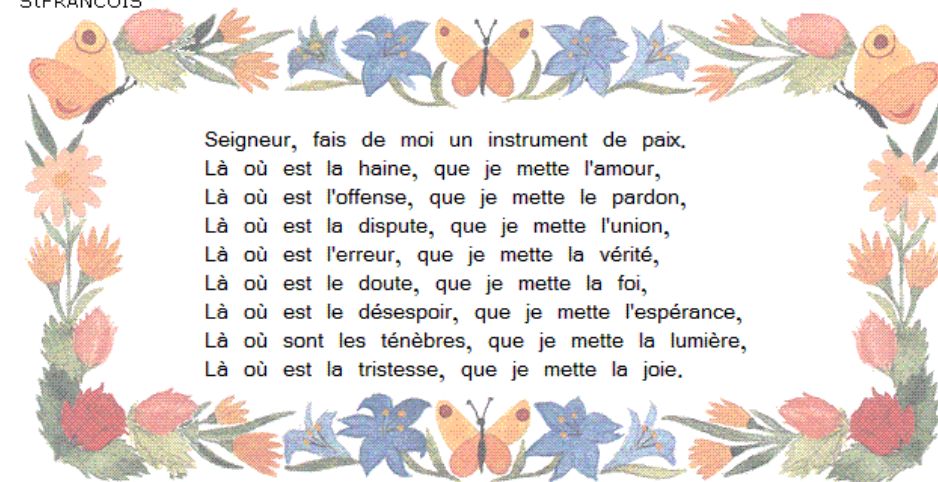 StFRANCOIS
Seigneur, fais de moi un instrument de paix.
Là où est la haine, que je mette l'amour,
Là où est l'offense, que je mette le pardon,
Là où est la dispute, que je mette l'union,
Là où est l'erreur, que je mette la vérité,
Là où est le doute, que je mette la foi,
Là où est le désespoir, que je mette l'espérance,
Là où sont les ténèbres, que je mette la lumière,
Là où est la tristesse, que je mette la joie.